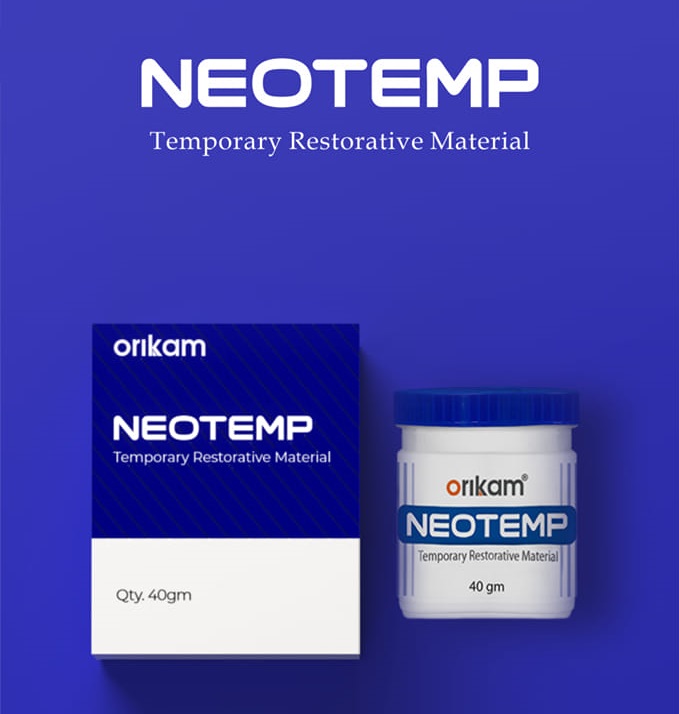 NEOTEMP
Temporary Restorative Material
orikam
NEOTEMP
Temporary Restorative Material
Qty. 40gm
orikam®
NEOTEMP
Temporary Restorative Material
40 gm